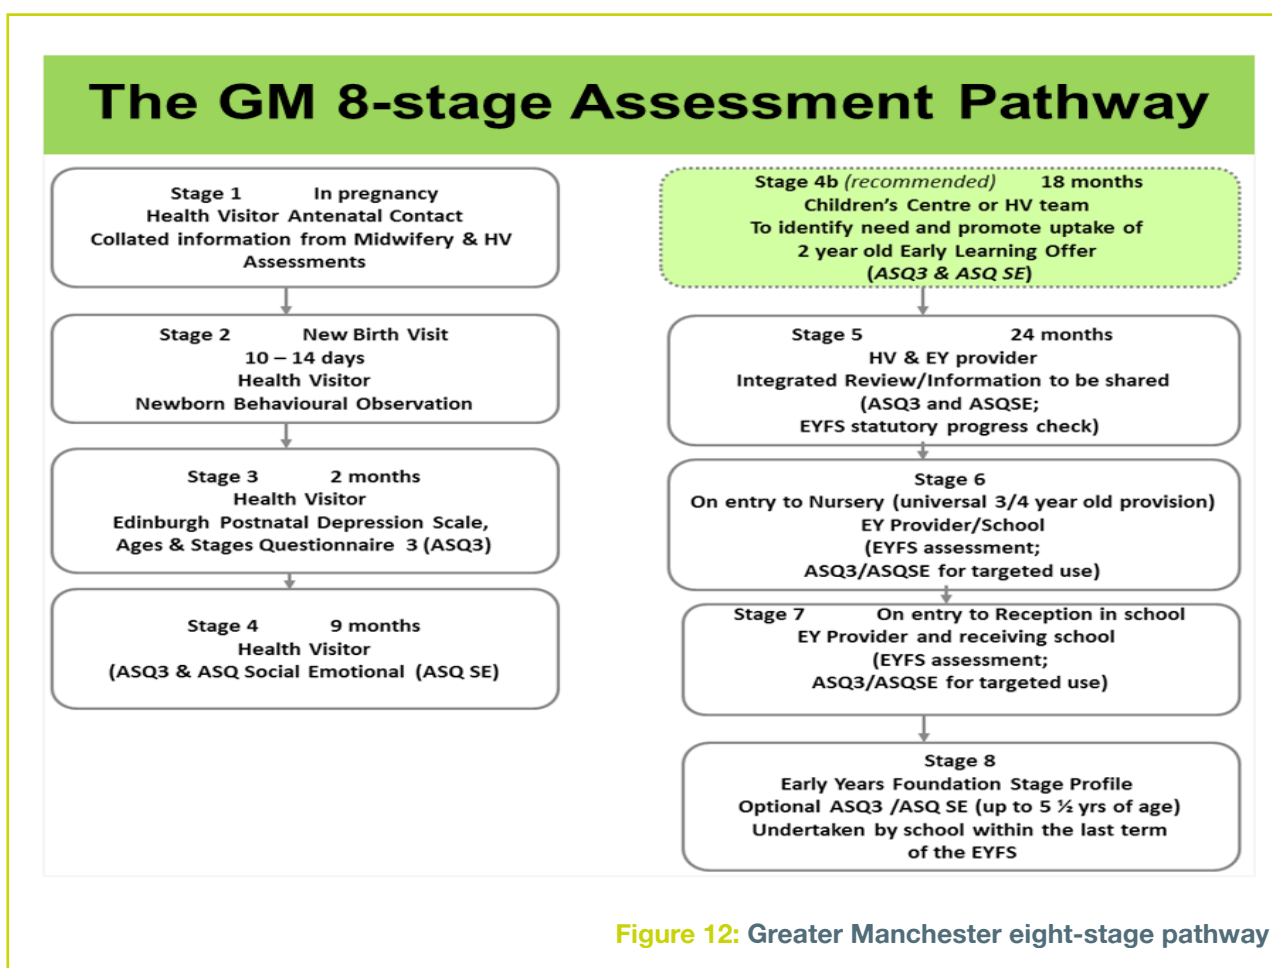 The GM 8-stage Assessment Pathway
Stage 1 In pregnancy
Health Visitor Antenatal Contact
Collated information from Midwifery & HV
Assessments
Stage 2 New Birth Visit
10 – 14 days
Health Visitor
Newborn Behavioural Observation
Stage 3 2 months
Health Visitor
Edinburgh Postnatal Depression Scale,
Ages & Stages Questionnaire 3 (ASQ3)
Stage 4 9 months
Health Visitor
(ASQ3 & ASQ Social Emotional (ASQ SE)
Stage 4b (recommended) 18 months
Children’s Centre or HV team
To identify need and promote uptake of
2 year old Early Learning Offer
(ASQ3 & ASQ SE)
Stage 5 24 months
HV & EY provider
Integrated Review/Information to be shared
(ASQ3 and ASQSE;
EYFS statutory progress check)
Stage 6
On entry to Nursery (universal 3/4 year old provision)
EY Provider/School
(EYFS assessment;
ASQ3/ASQSE for targeted use)
Stage 7 On entry to Reception in school
EY Provider and receiving school
(EYFS assessment;
ASQ3/ASQSE for targeted use)
Stage 8
Early Years Foundation Stage Profile
Optional ASQ3 /ASQ SE (up to 5 ½ yrs of age)
Undertaken by school within the last term
of the EYFS
Figure 12: Greater Manchester eight-stage pathway